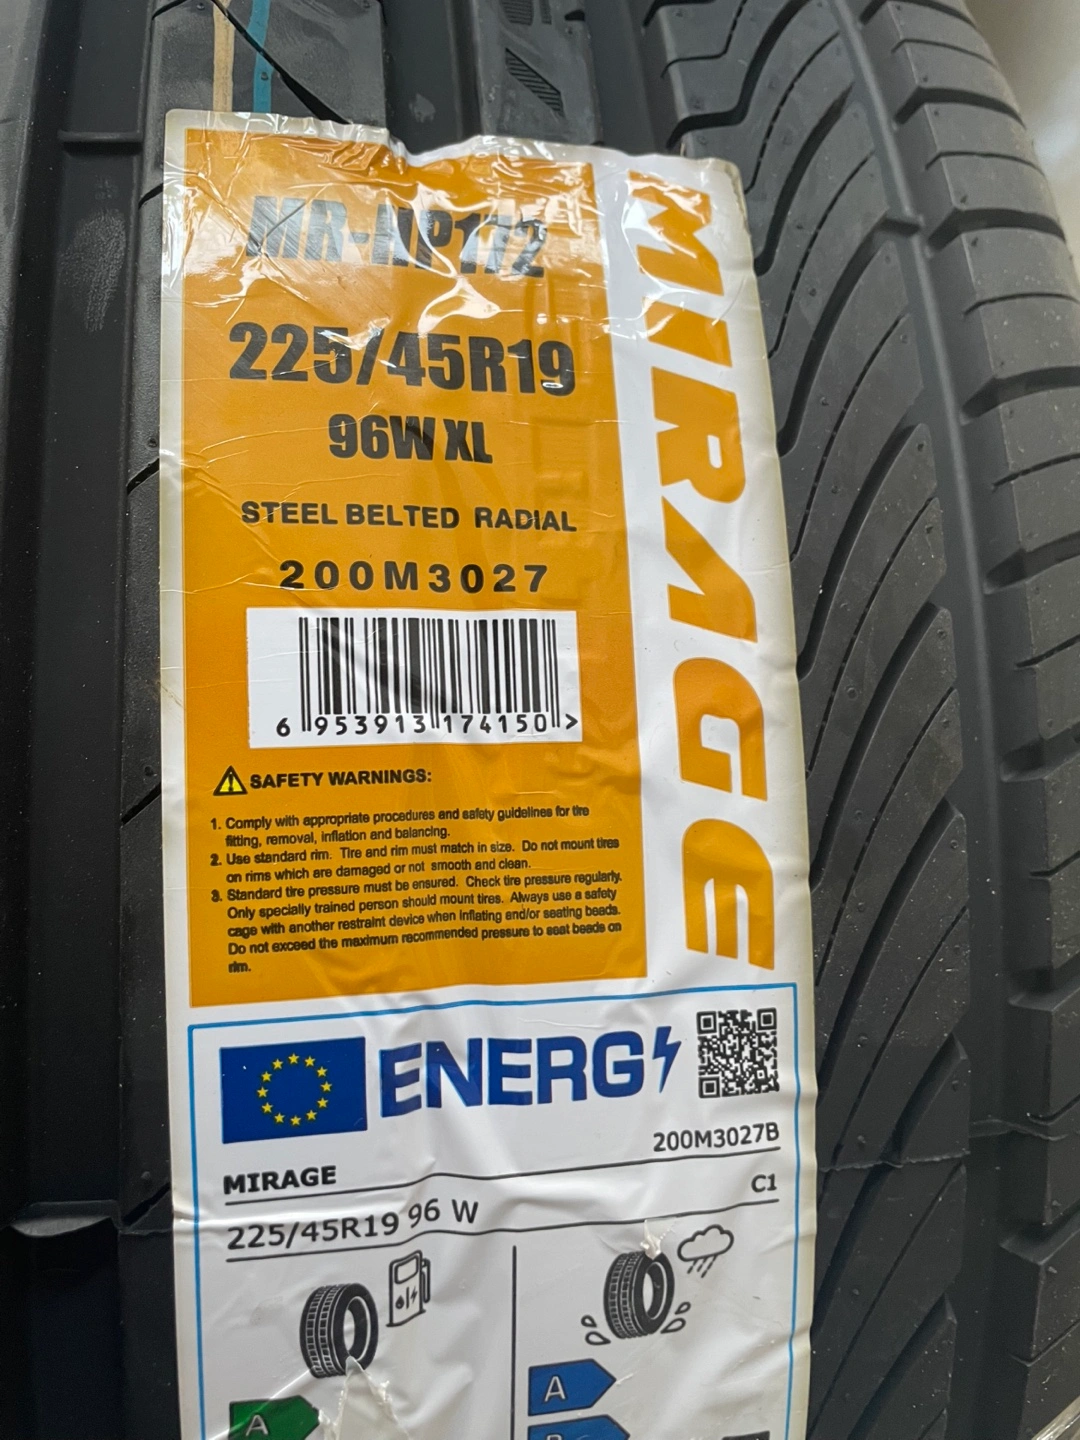 MR-HP172
225/45R19
96W XL
STEEL BELTED RADIAL
200M3027
6 953913 174150 >
MIRAGE
SAFETY WARNINGS:
1. Comply with appropriate procedures and safety guidelines for tire
fitting, removal, inflation and balancing.
2. Use standard rim. Tire and rim must match in size. Do not mount tires
on rims which are damaged or not smooth and clean.
3. Standard tire pressure must be ensured. Check tire pressure regularly.
Only specially trained person should mount tires. Always use a safety
cage with another restraint device when inflating and/or seating beads.
Do not exceed the maximum recommended pressure to seat beads on
rim.
ENERG
200M3027B
MIRAGE
C1
225/45R19 96 W
A
A